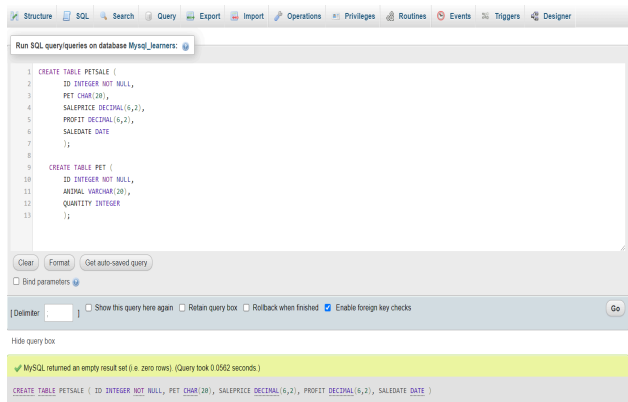 Structure SQL Search Query Export Import Operations Privileges Routines Events Triggers Designer
Run SQL query/queries on database Mysql_learners:
1 CREATE TABLE PETSALE (
2 ID INTEGER NOT NULL,
3 PET CHAR(20),
4 SALEPRICE DECIMAL(6,2),
5 PROFIT DECIMAL(6,2),
6 SALEDATE DATE
7 );
8
9 CREATE TABLE PET (
10 ID INTEGER NOT NULL,
11 ANIMAL VARCHAR(20),
12 QUANTITY INTEGER
13 );
Clear Format Get auto-saved query
Bind parameters
[ Delimiter ; ] Show this query here again Retain query box Rollback when finished Enable foreign key checks Go
Hide query box
MySQL returned an empty result set (i.e. zero rows). (Query took 0.0562 seconds.)
CREATE TABLE PETSALE ( ID INTEGER NOT NULL, PET CHAR(20), SALEPRICE DECIMAL(6,2), PROFIT DECIMAL(6,2), SALEDATE DATE )